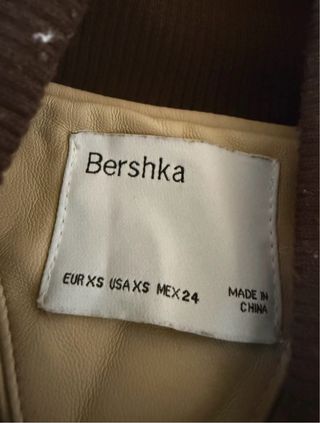 Bershka
EUR XS USA XS MEX 24
MADE IN
CHINA